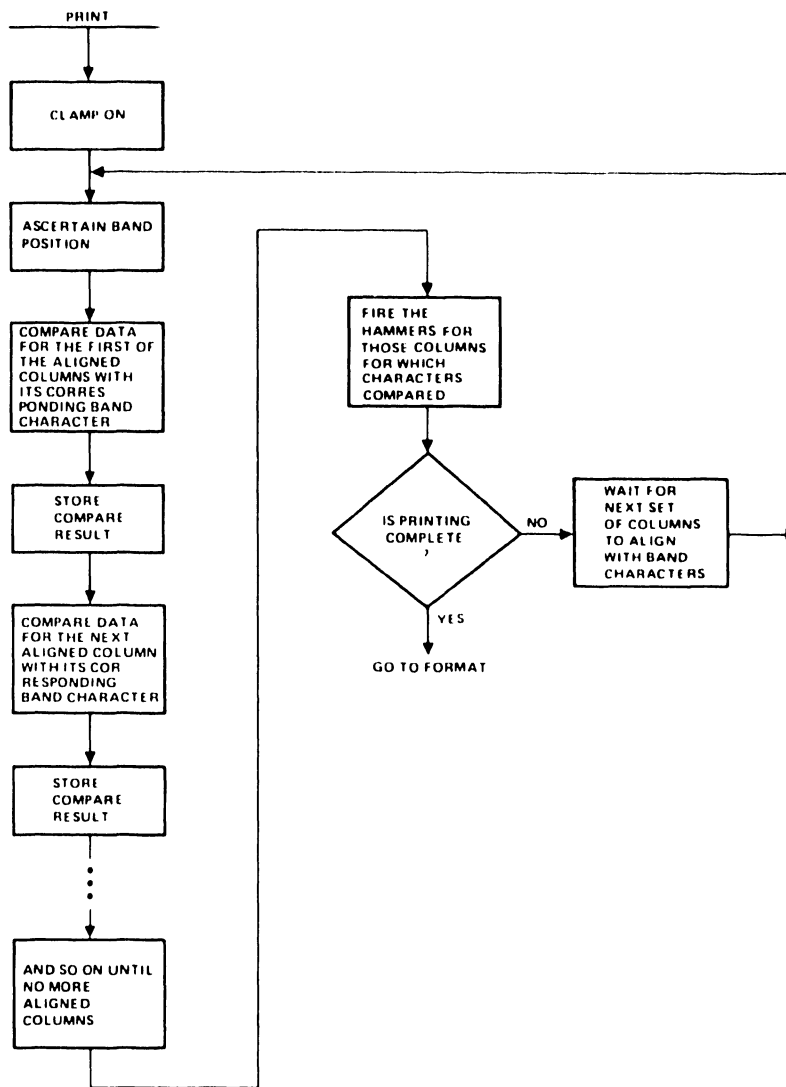 PRINT
CLAMP ON
ASCERTAIN BAND
POSITION
COMPARE DATA
FOR THE FIRST OF
THE ALIGNED
COLUMNS WITH
ITS CORRES
PONDING BAND
CHARACTER
STORE
COMPARE
RESULT
COMPARE DATA
FOR THE NEXT
ALIGNED COLUMN
WITH ITS COR
RESPONDING
BAND CHARACTER
STORE
COMPARE
RESULT
AND SO ON UNTIL
NO MORE
ALIGNED
COLUMNS
FIRE THE
HAMMERS FOR
THOSE COLUMNS
FOR WHICH
CHARACTERS
COMPARED
IS PRINTING
COMPLETE
?
NO
WAIT FOR
NEXT SET
OF COLUMNS
TO ALIGN
WITH BAND
CHARACTERS
YES
GO TO FORMAT